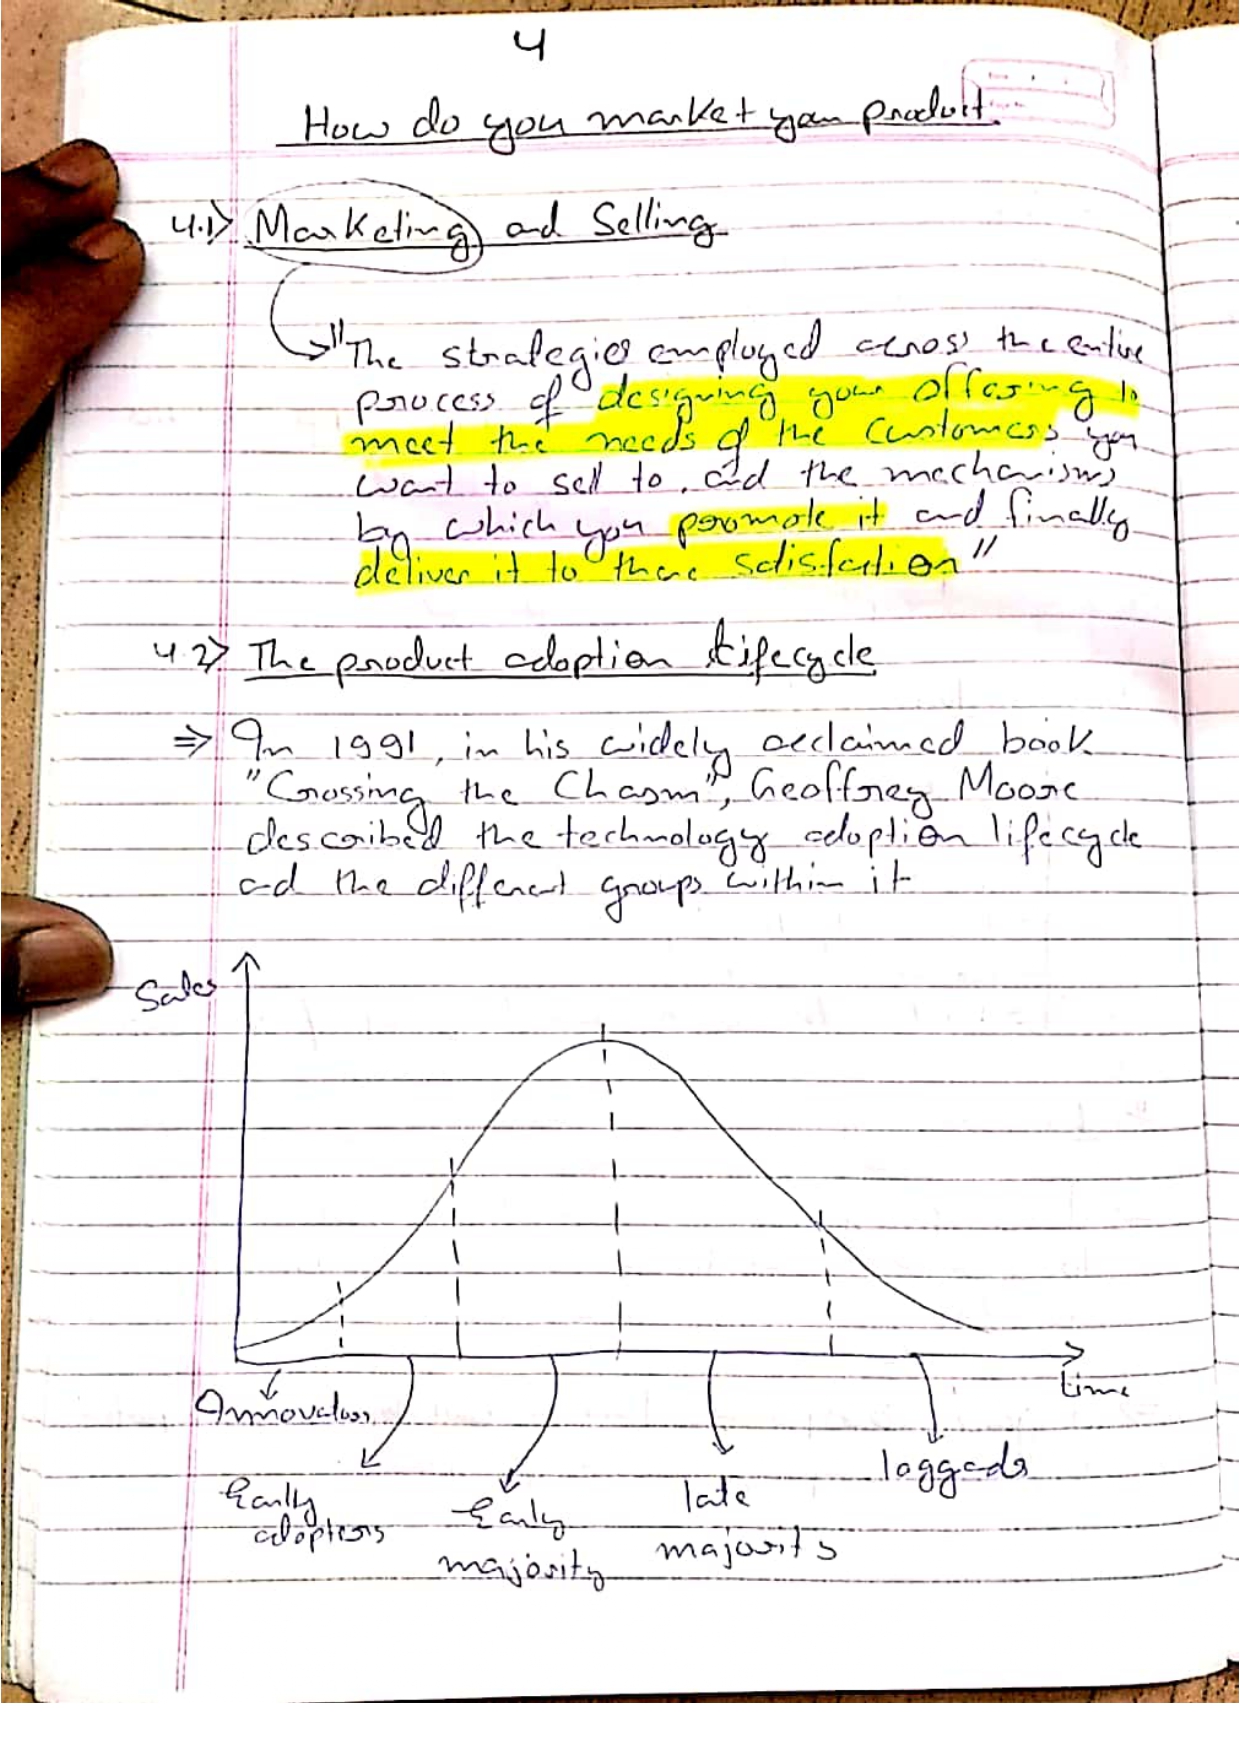 4
How do you market your product.
4.1) Marketing and Selling
"The strategies employed across the entire
process of designing your offering to
meet the needs of the customers you
want to sell to, and the mechanisms
by which you promote it and finally
deliver it to there satisfaction"
4.2) The product adoption lifecycle
⇒ In 1991, in his widely acclaimed book
"Crossing the Chasm", Geoffrey Moore
described the technology adoption lifecycle
and the different groups within it
Sales
time
Innovators
Early
adopters
Early
majority
late
majority
laggads